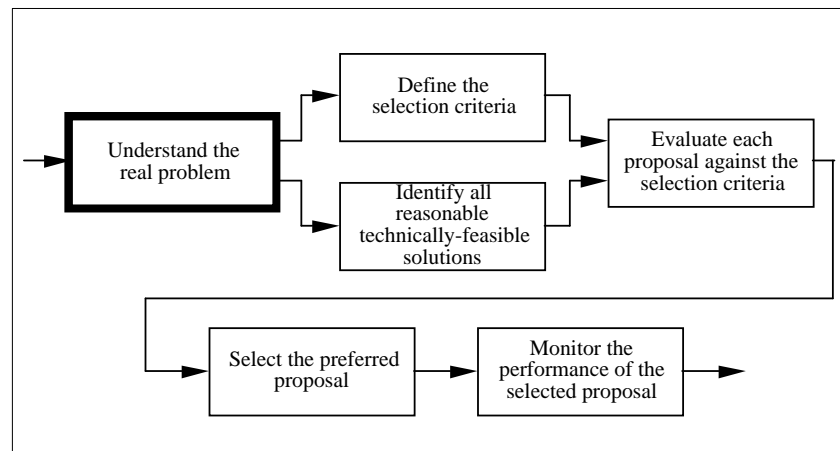 Understand the
real problem
Define the
selection criteria
Identify all
reasonable
technically-feasible
solutions
Evaluate each
proposal against the
selection criteria
Select the preferred
proposal
Monitor the
performance of the
selected proposal